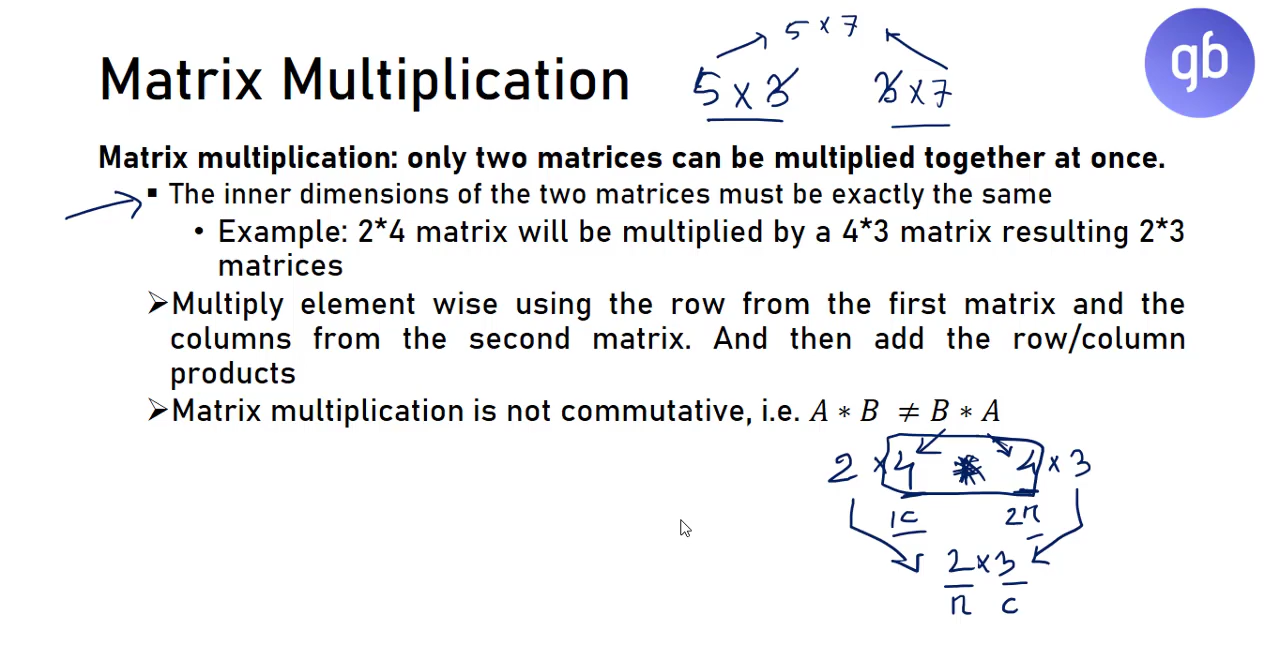 5 × 7
Matrix Multiplication
5 × 3 3 × 7
gb
Matrix multiplication: only two matrices can be multiplied together at once.
▪ The inner dimensions of the two matrices must be exactly the same
• Example: 2*4 matrix will be multiplied by a 4*3 matrix resulting 2*3
matrices
➢Multiply element wise using the row from the first matrix and the
columns from the second matrix. And then add the row/column
products
➢Matrix multiplication is not commutative, i.e. A ∗ B ≠ B ∗ A
2 × 4 * 4 × 3
1c 2r
2 × 3
r c